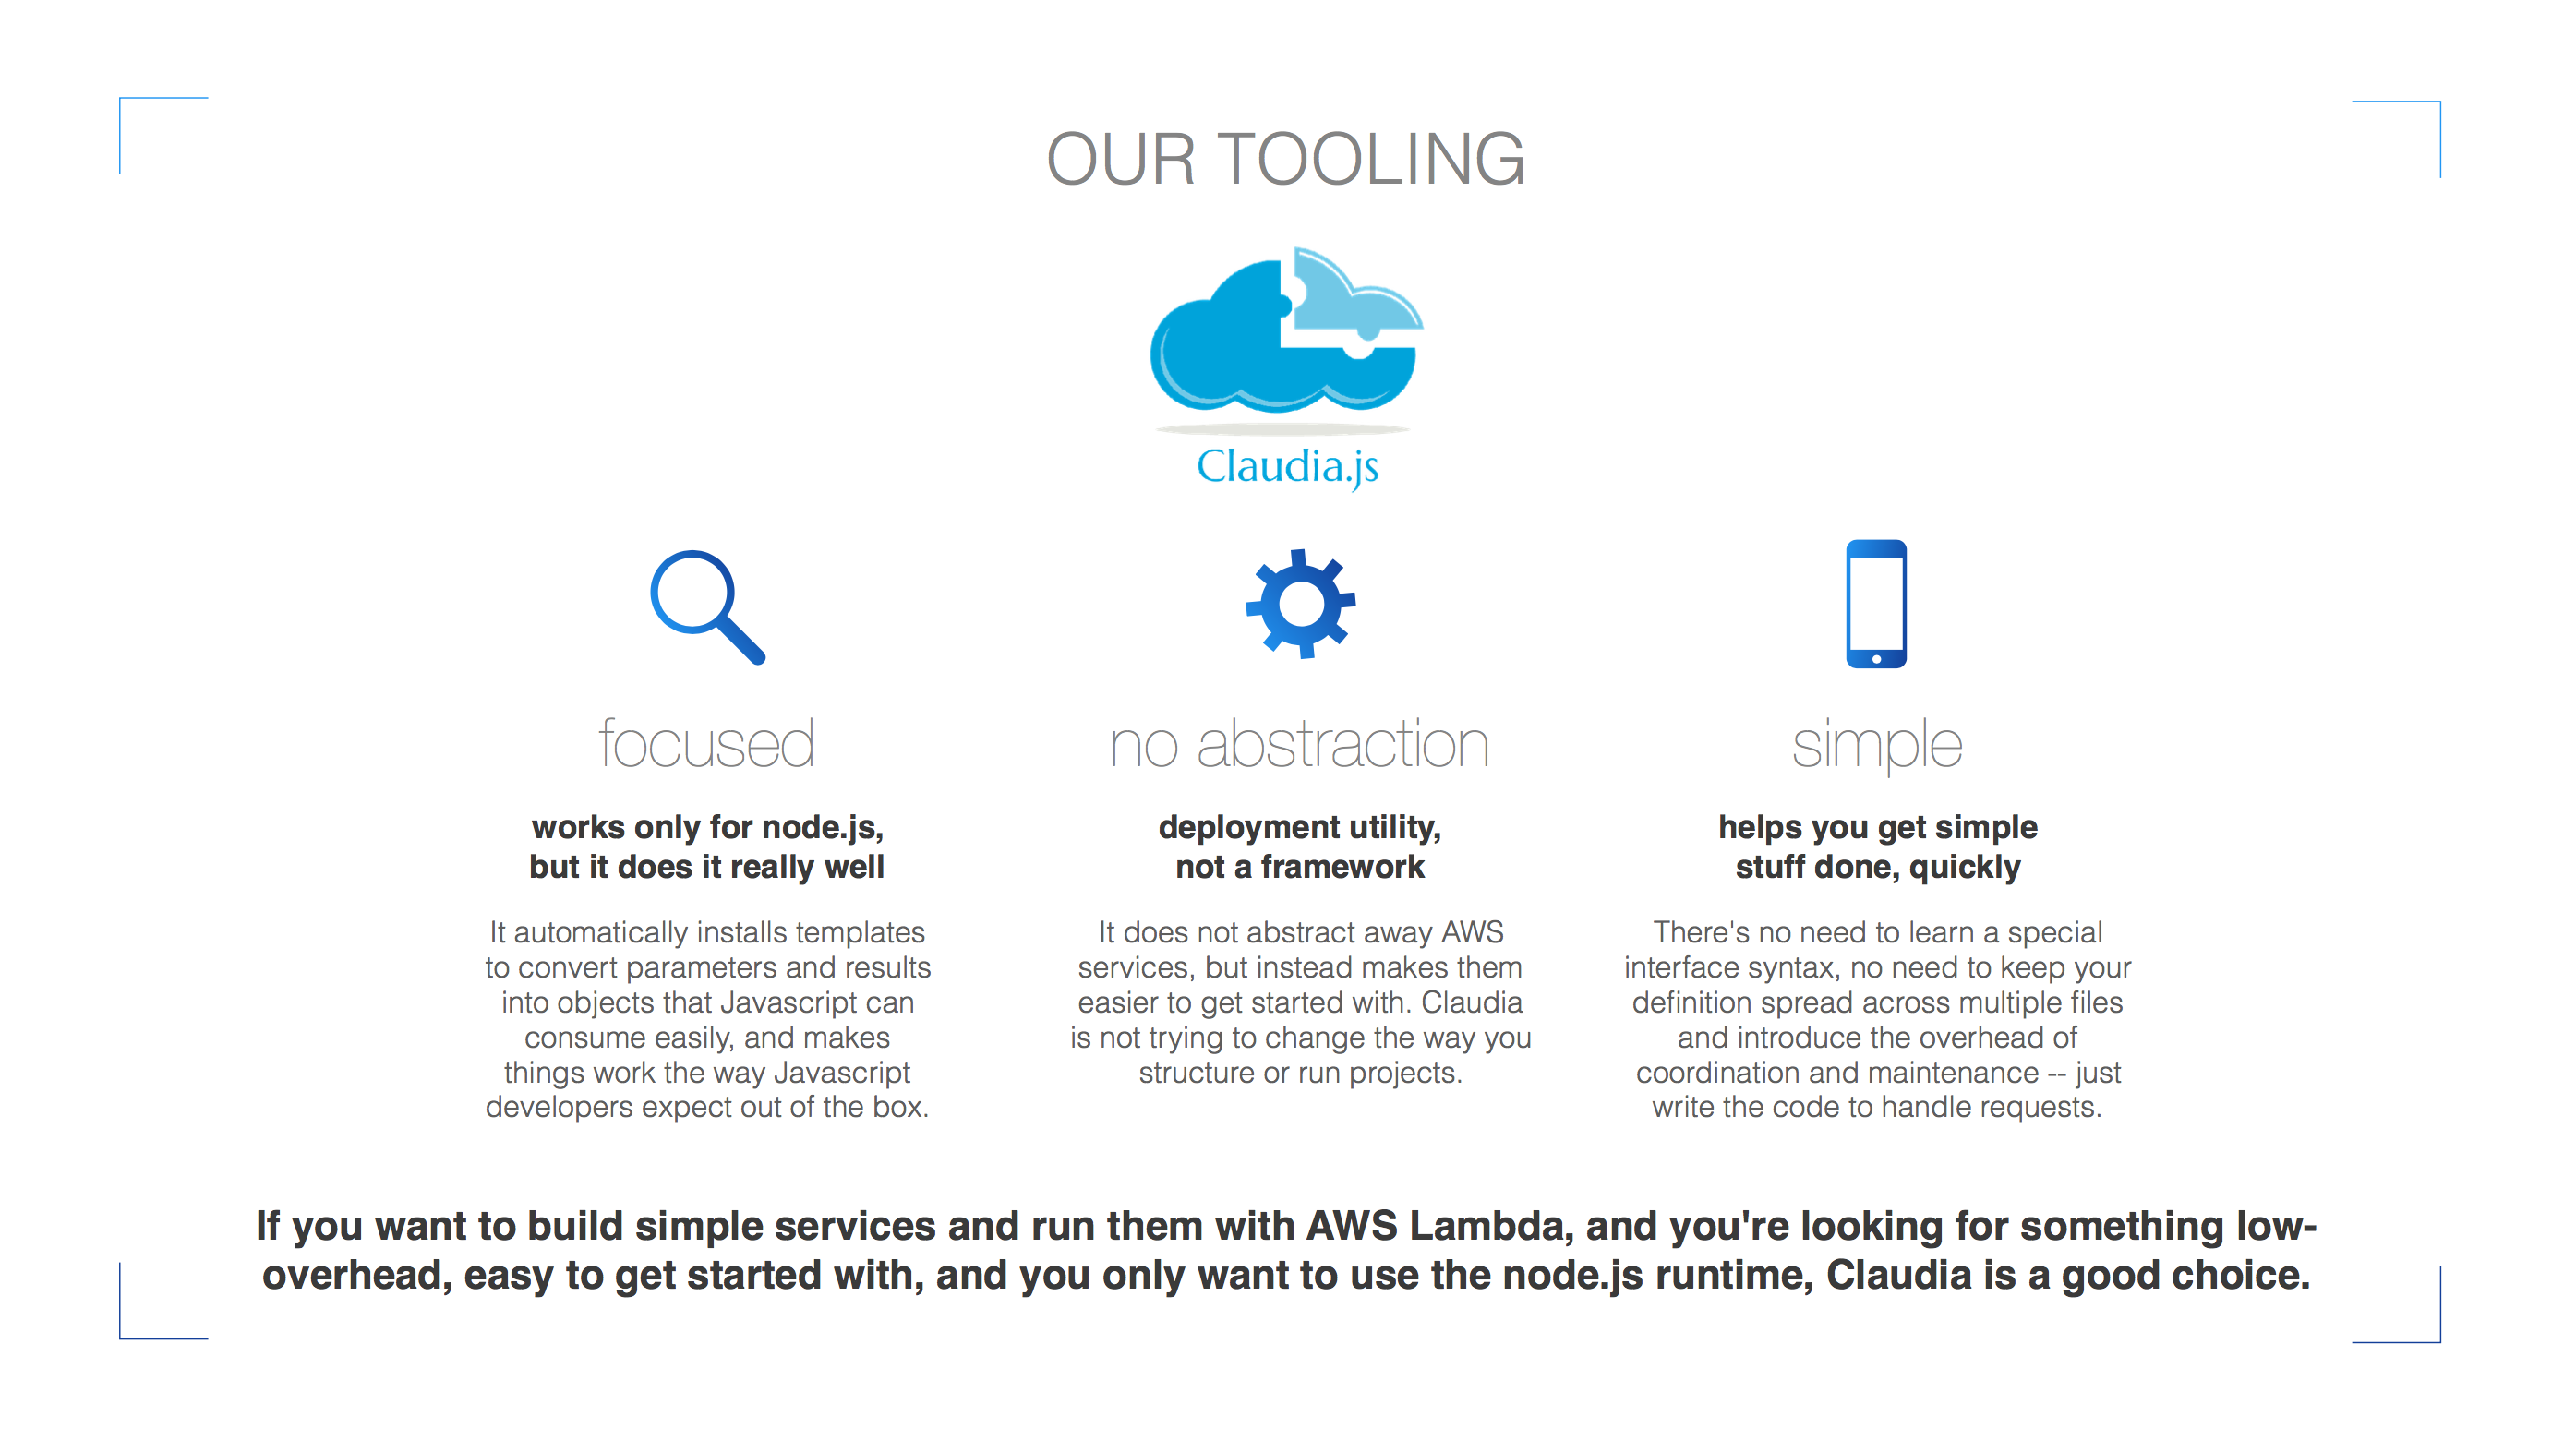 OUR TOOLING
Claudia.js
focused
works only for node.js,
but it does it really well
It automatically installs templates
to convert parameters and results
into objects that Javascript can
consume easily, and makes
things work the way Javascript
developers expect out of the box.
no abstraction
deployment utility,
not a framework
It does not abstract away AWS
services, but instead makes them
easier to get started with. Claudia
is not trying to change the way you
structure or run projects.
simple
helps you get simple
stuff done, quickly
There's no need to learn a special
interface syntax, no need to keep your
definition spread across multiple files
and introduce the overhead of
coordination and maintenance -- just
write the code to handle requests.
If you want to build simple services and run them with AWS Lambda, and you're looking for something low-
overhead, easy to get started with, and you only want to use the node.js runtime, Claudia is a good choice.